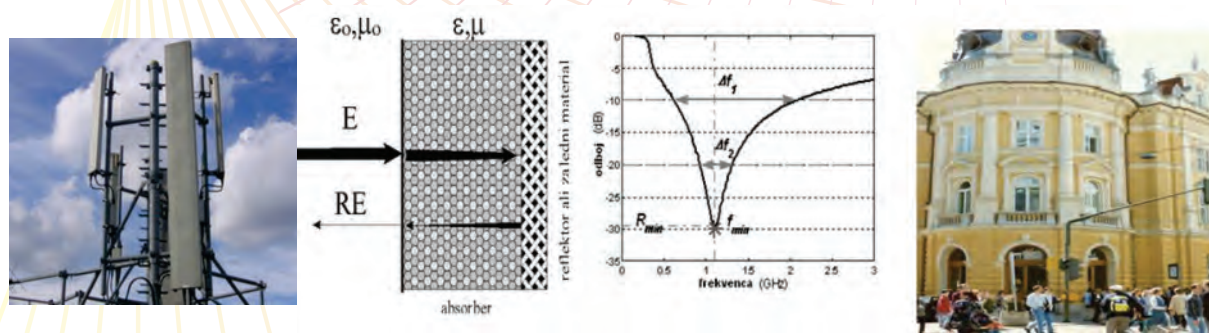 ε₀,μ₀
ε,μ
E
RE
absorber
reflektor ali zaledni material
0
-5
-10
-15
-20
-25
-30
-35
odboj (dB)
Δf₁
Δf₂
R_min
f_min
0
0.5
1
1.5
2
2.5
3
frekvenca (GHz)